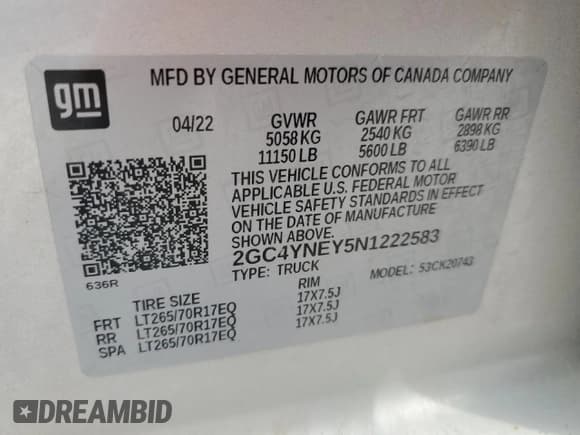 gm MFD BY GENERAL MOTORS OF CANADA COMPANY
04/22 GVWR GAWR FRT GAWR RR
5058 KG 2540 KG 2898 KG
11150 LB 5600 LB 6390 LB
THIS VEHICLE CONFORMS TO ALL
APPLICABLE U.S. FEDERAL MOTOR
VEHICLE SAFETY STANDARDS IN EFFECT
ON THE DATE OF MANUFACTURE
SHOWN ABOVE.
2GC4YNEY5N1222583
636R TYPE: TRUCK MODEL: 53CK20743
TIRE SIZE RIM
FRT LT265/70R17EQ 17X7.5J
RR LT265/70R17EQ 17X7.5J
SPA LT265/70R17EQ 17X7.5J
DREAMBID